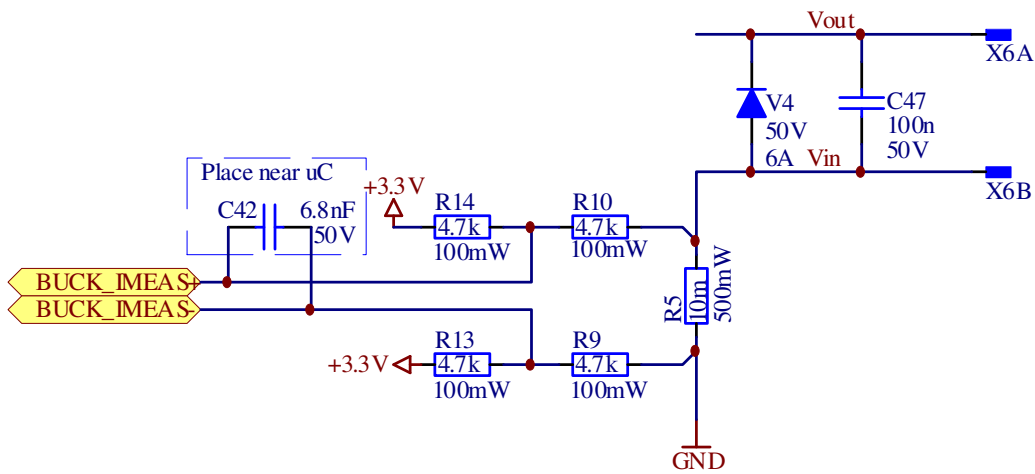 Vout
X6A
V4
50V
6A
C47
100n
50V
Vin
X6B
Place near uC
C42
6.8nF
50V
+3.3V
R14
4.7k
100mW
R10
4.7k
100mW
BUCK_IMEAS+
BUCK_IMEAS-
R5
10m
500mW
+3.3V
R13
4.7k
100mW
R9
4.7k
100mW
GND